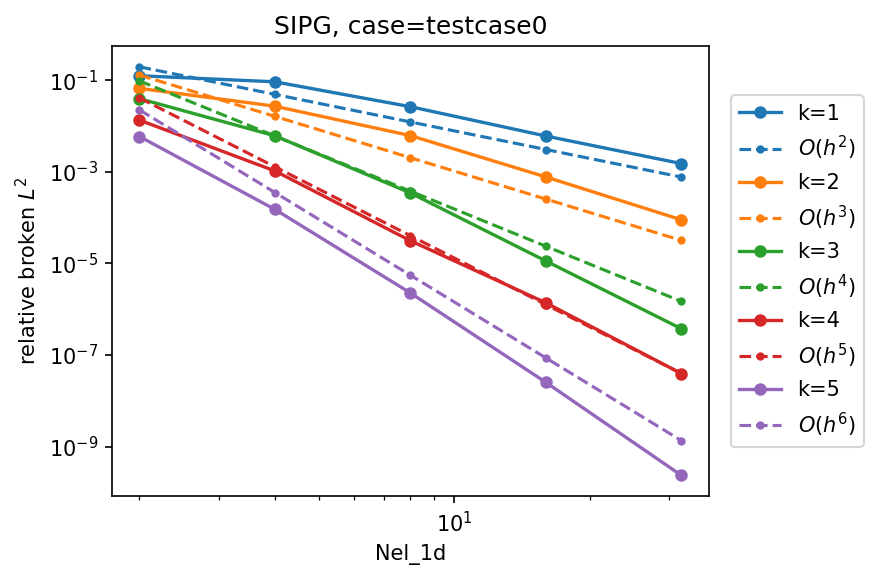 SIPG, case=testcase0
relative broken $L^2$
$10^{-1}$
$10^{-3}$
$10^{-5}$
$10^{-7}$
$10^{-9}$
$10^1$
Nel_1d
k=1
$O(h^2)$
k=2
$O(h^3)$
k=3
$O(h^4)$
k=4
$O(h^5)$
k=5
$O(h^6)$